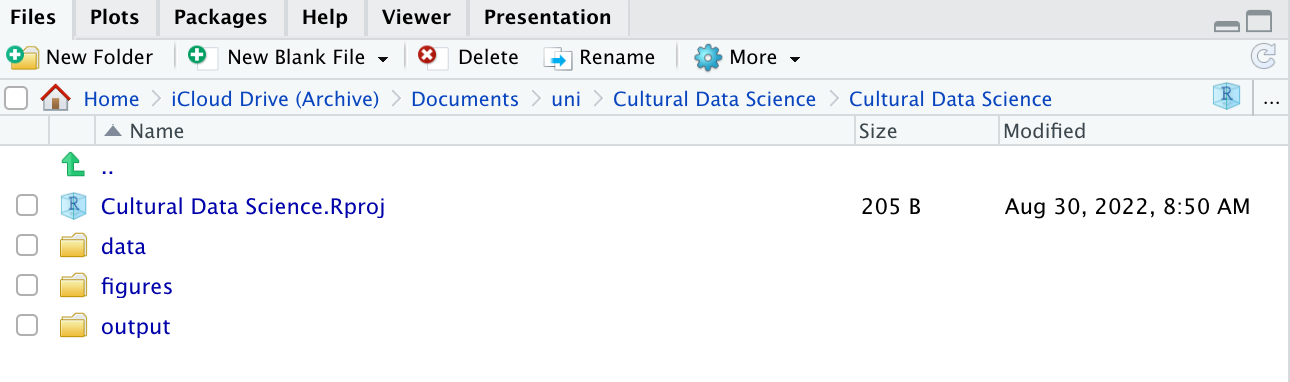 Files Plots Packages Help Viewer Presentation
New Folder New Blank File Delete Rename More
Home iCloud Drive (Archive) Documents uni Cultural Data Science Cultural Data Science R ...
Name Size Modified
..
R Cultural Data Science.Rproj 205 B Aug 30, 2022, 8:50 AM
data
figures
output